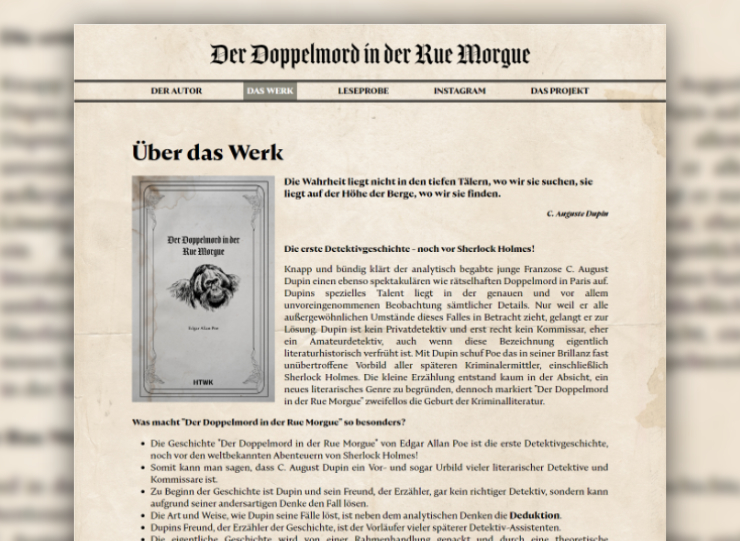 Der Doppelmord in der Rue Morgue
DER AUTOR DAS WERK LESEPROBE INSTAGRAM DAS PROJEKT
Über das Werk
Die Wahrheit liegt nicht in den tiefen Tälern, wo wir sie suchen, sie
liegt auf der Höhe der Berge, wo wir sie finden.
C. Auguste Dupin
Der Doppelmord in der
Rue Morgue
Edgar Allan Poe
HTWK
Die erste Detektivgeschichte - noch vor Sherlock Holmes!
Knapp und bündig klärt der analytisch begabte junge Franzose C. August
Dupin einen ebenso spektakulären wie rätselhaften Doppelmord in Paris auf.
Dupins spezielles Talent liegt in der genauen und vor allem
unvoreingenommenen Beobachtung sämtlicher Details. Nur weil er alle
außergewöhnlichen Umstände dieses Falles in Betracht zieht, gelangt er zur
Lösung. Dupin ist kein Privatdetektiv und erst recht kein Kommissar, eher
ein Amateurdetektiv, auch wenn diese Bezeichnung eigentlich
literaturhistorisch verfrüht ist. Mit Dupin schuf Poe das in seiner Brillanz fast
unübertroffene Vorbild aller späteren Kriminalermittler, einschließlich
Sherlock Holmes. Die kleine Erzählung entstand kaum in der Absicht, ein
neues literarisches Genre zu begründen, dennoch markiert "Der Doppelmord
in der Rue Morgue" zweifellos die Geburt der Kriminalliteratur.
Was macht "Der Doppelmord in der Rue Morgue" so besonders?
• Die Geschichte "Der Doppelmord in der Rue Morgue" von Edgar Allan Poe ist die erste Detektivgeschichte,
noch vor den weltbekannten Abenteuern von Sherlock Holmes!
• Somit kann man sagen, dass C. August Dupin ein Vor- und sogar Urbild vieler literarischer Detektive und
Kommissare ist.
• Zu Beginn der Geschichte ist Dupin und sein Freund, der Erzähler, gar kein richtiger Detektiv, sondern kann
aufgrund seiner andersartigen Denke den Fall lösen.
• Die Art und Weise, wie Dupin seine Fälle löst, ist neben dem analytischen Denken die Deduktion.
• Dupins Freund, der Erzähler der Geschichte, ist der Vorläufer vieler späterer Detektiv-Assistenten.
• Die eigentliche Geschichte wird von einer Rahmenhandlung gepackt und durch eine theoretische